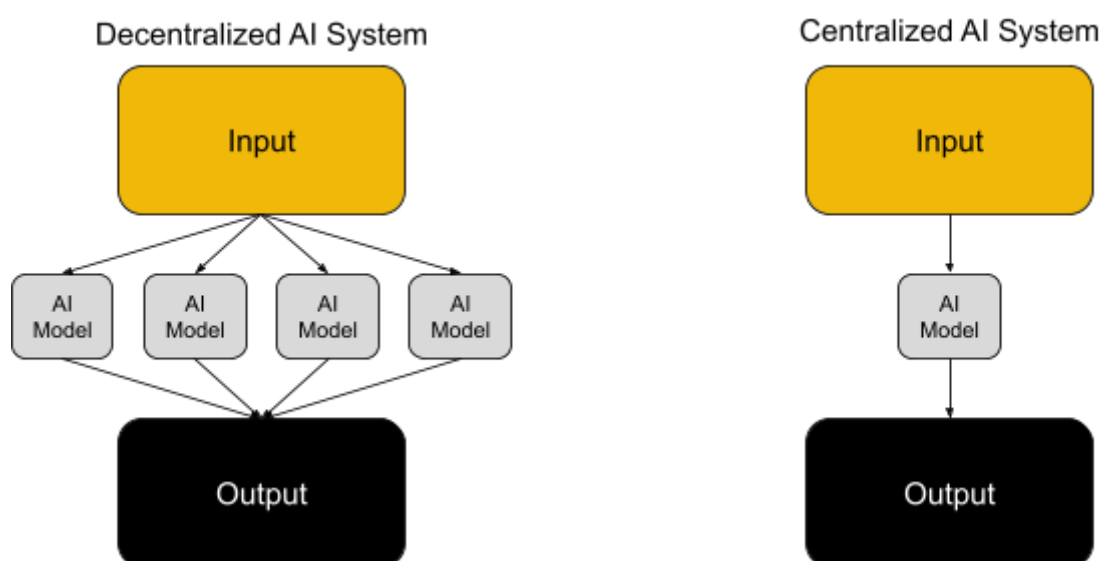 Decentralized AI System
Centralized AI System
Input
Input
AI
Model
AI
Model
AI
Model
AI
Model
AI
Model
Output
Output